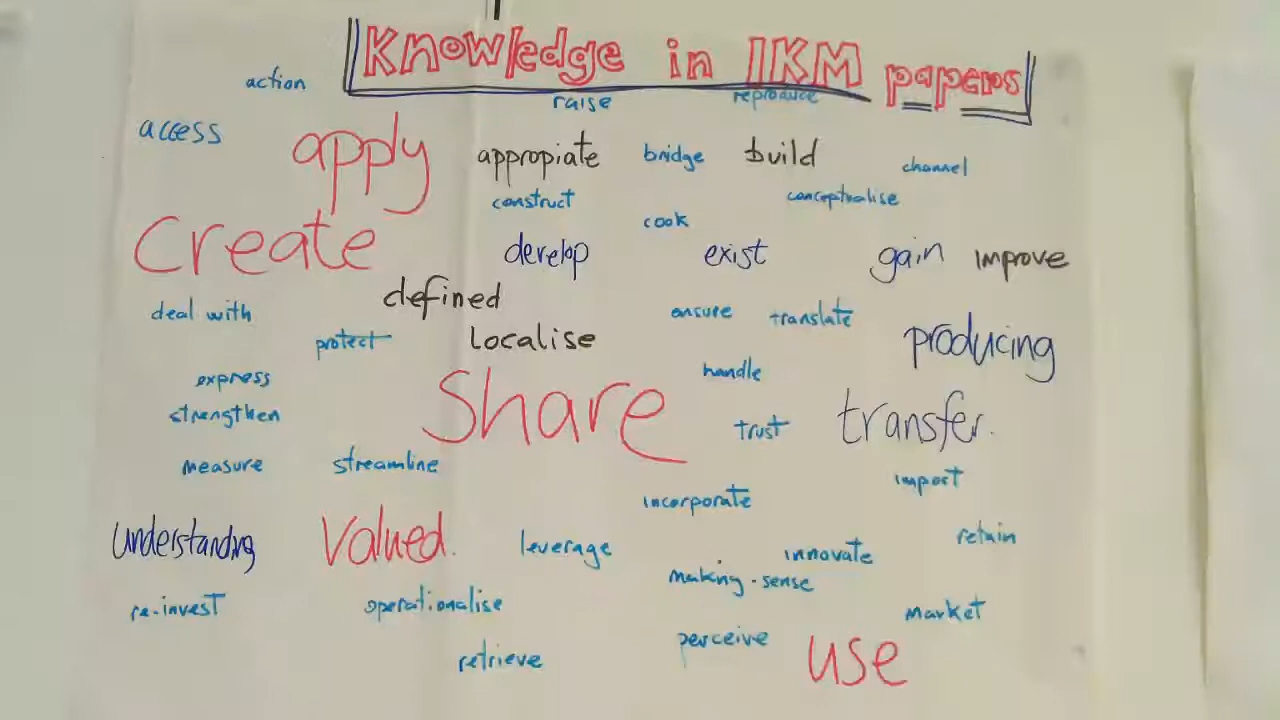 Knowledge in IKM papers
action
raise
reproduce
access
apply
appropiate
bridge
build
channel
construct
conceptualise
cook
Create
develop
exist
gain
improve
defined
deal with
ensure
translate
protect
Localise
producing
handle
express
Share
strengthen
trust
transfer.
measure
streamline
import
incorporate
understanding
Valued.
leverage
innovate
retain
making-sense
re-invest
operationalise
market
perceive
use
retrieve